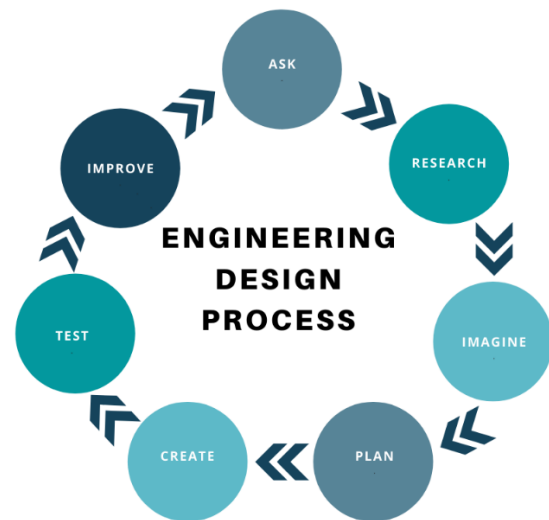 ASK
RESEARCH
IMAGINE
PLAN
CREATE
TEST
IMPROVE
ENGINEERING
DESIGN
PROCESS